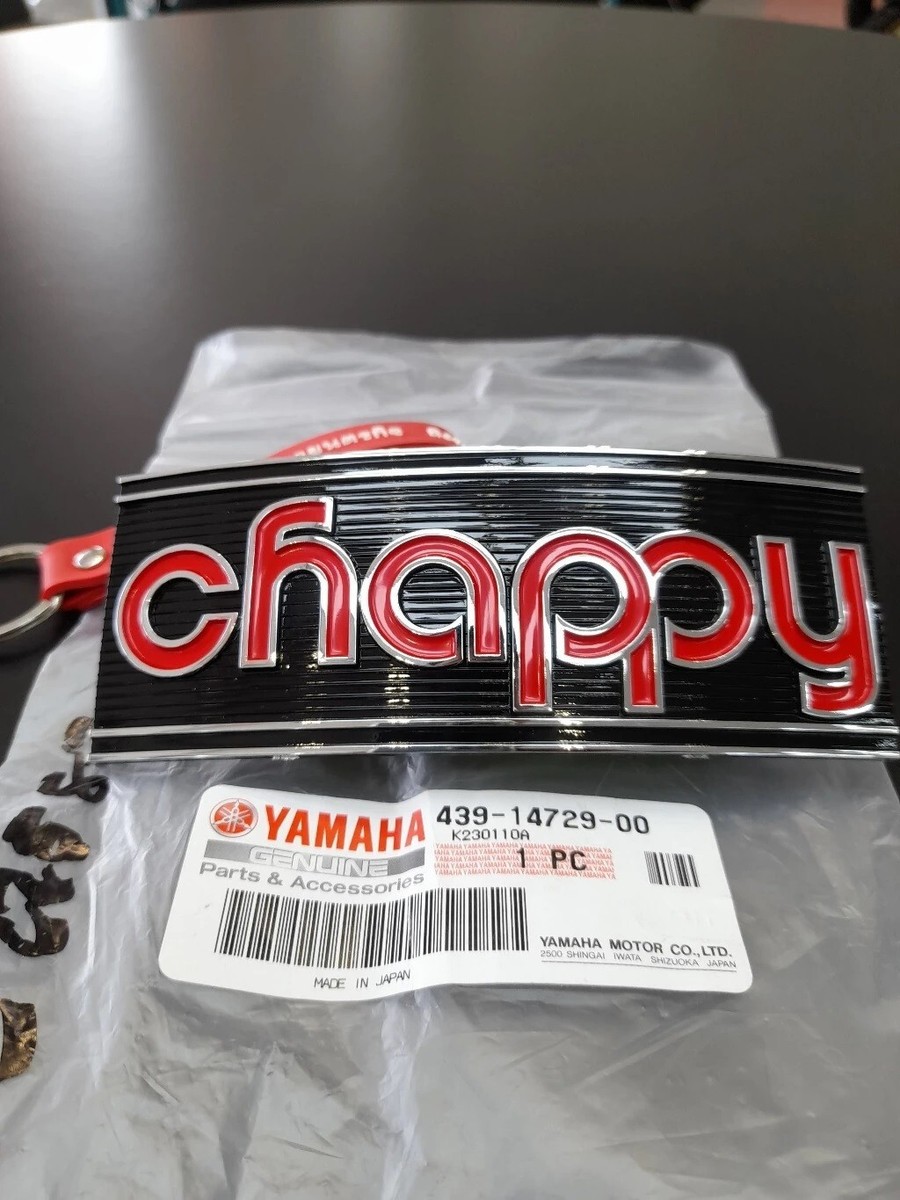 chappy
YAMAHA
GENUINE
Parts & Accessories
439-14729-00
K230110A
1 PC
YAMAHA MOTOR CO.,LTD.
2500 SHINGAI IWATA SHIZUOKA JAPAN
MADE IN JAPAN